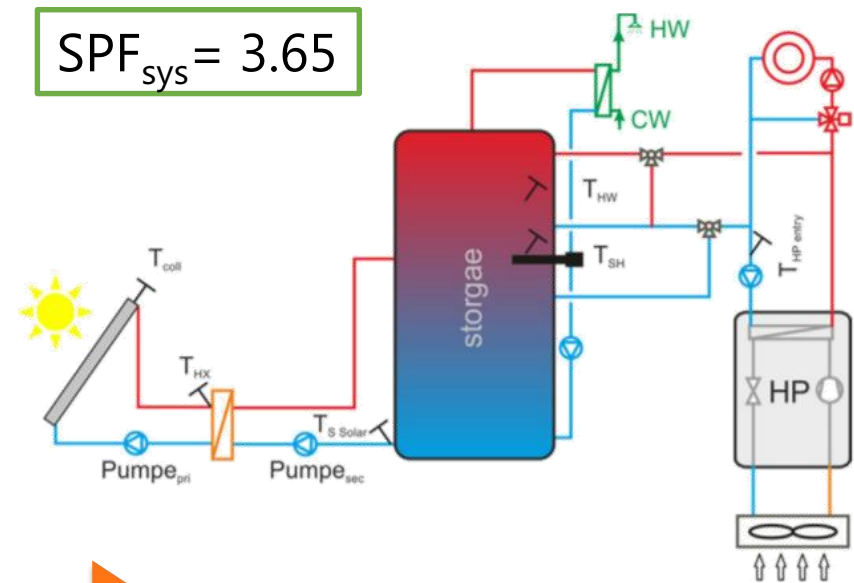 SPFsys = 3.65
HW
CW
THW
TSH
storgae
THP entry
Tcoll
THX
TS Solar
Pumpepri
Pumpesec
HP